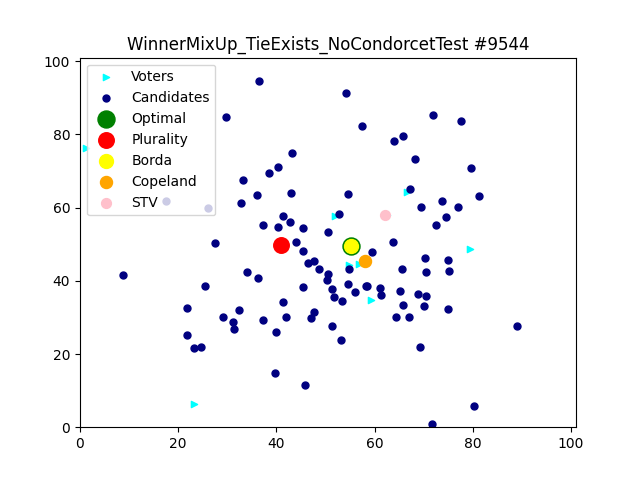 WinnerMixUp_TieExists_NoCondorcetTest #9544
100
80
60
40
20
0
Voters
Candidates
Optimal
Plurality
Borda
Copeland
STV
0 20 40 60 80 100